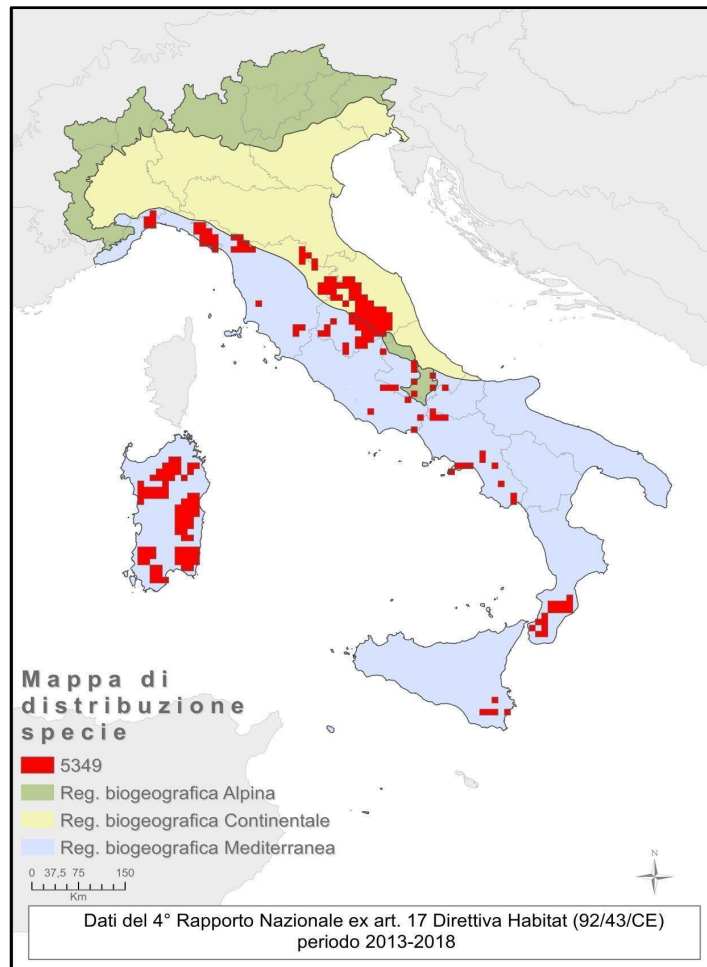 Mappa di
distribuzione
specie
5349
Reg. biogeografica Alpina
Reg. biogeografica Continentale
Reg. biogeografica Mediterranea
0 37,5 75 150
Km
N
Dati del 4° Rapporto Nazionale ex art. 17 Direttiva Habitat (92/43/CE)
periodo 2013-2018